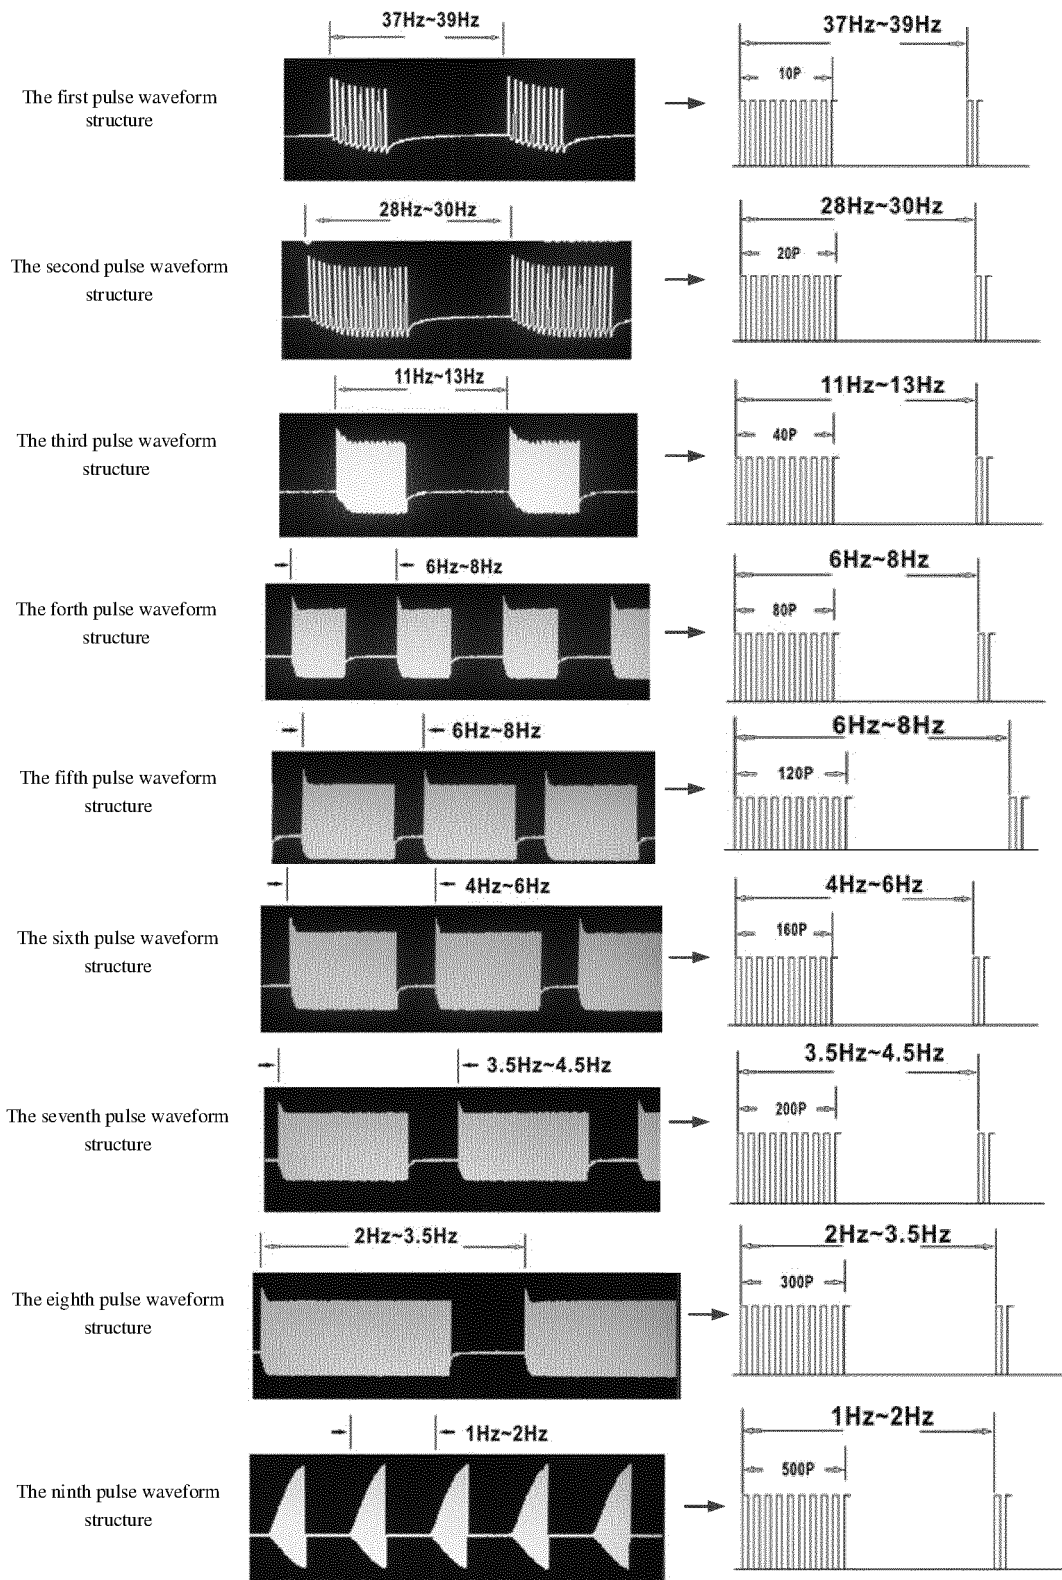 37Hz~39Hz
37Hz~39Hz
10P
The first pulse waveform
structure
28Hz~30Hz
28Hz~30Hz
20P
The second pulse waveform
structure
11Hz~13Hz
11Hz~13Hz
40P
The third pulse waveform
structure
6Hz~8Hz
6Hz~8Hz
80P
The forth pulse waveform
structure
6Hz~8Hz
6Hz~8Hz
120P
The fifth pulse waveform
structure
4Hz~6Hz
4Hz~6Hz
160P
The sixth pulse waveform
structure
3.5Hz~4.5Hz
3.5Hz~4.5Hz
200P
The seventh pulse waveform
structure
2Hz~3.5Hz
2Hz~3.5Hz
300P
The eighth pulse waveform
structure
1Hz~2Hz
1Hz~2Hz
500P
The ninth pulse waveform
structure